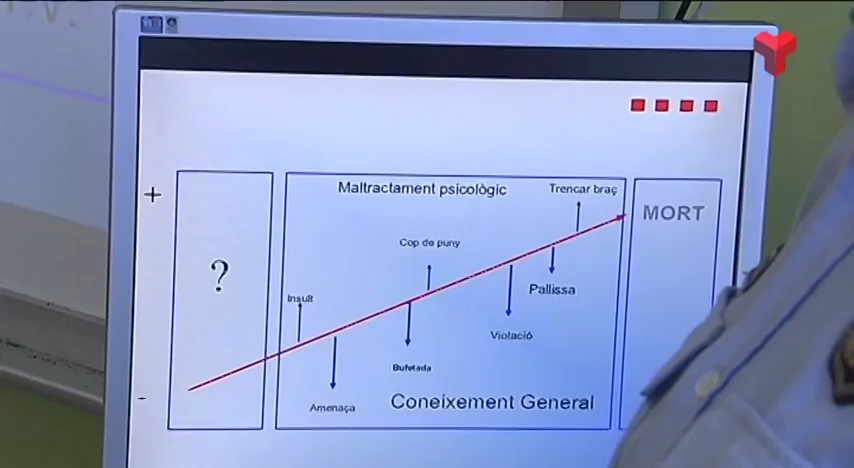 +
Maltractament psicològic
Trencar braç
MORT
?
Cop de puny
Insult
Pallissa
Violació
Bufetada
-
Coneixement General
Amenaça